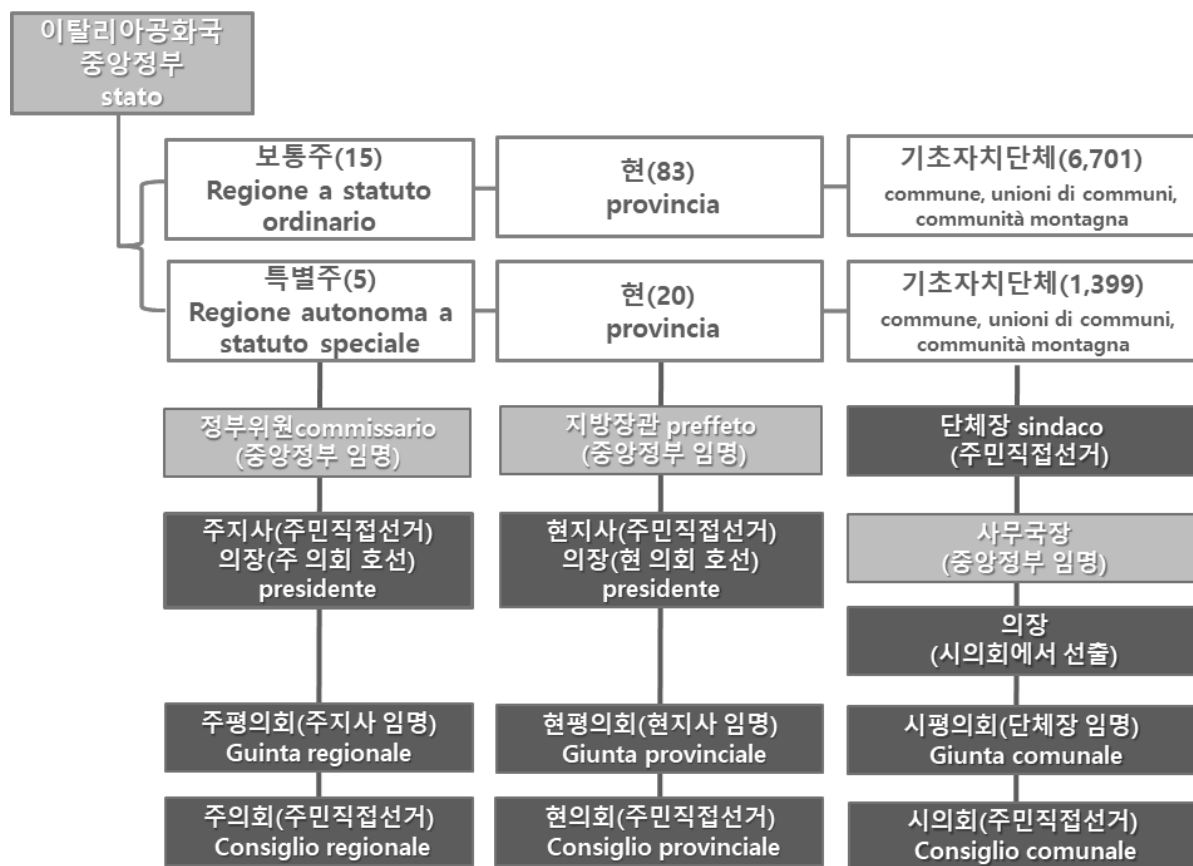 이탈리아공화국
중앙정부
stato
보통주(15)
Regione a statuto
ordinario
현(83)
provincia
기초자치단체(6,701)
commune, unioni di communi,
communità montagna
특별주(5)
Regione autonoma a
statuto speciale
현(20)
provincia
기초자치단체(1,399)
commune, unioni di communi,
communità montagna
정부위원commissario
(중앙정부 임명)
지방장관 preffeto
(중앙정부 임명)
단체장 sindaco
(주민직접선거)
주지사(주민직접선거)
의장(주 의회 호선)
presidente
현지사(주민직접선거)
의장(현 의회 호선)
presidente
사무국장
(중앙정부 임명)
의장
(시의회에서 선출)
주평의회(주지사 임명)
Guinta regionale
현평의회(현지사 임명)
Giunta provinciale
시평의회(단체장 임명)
Giunta comunale
주의회(주민직접선거)
Consiglio regionale
현의회(주민직접선거)
Consiglio provinciale
시의회(주민직접선거)
Consiglio comunale